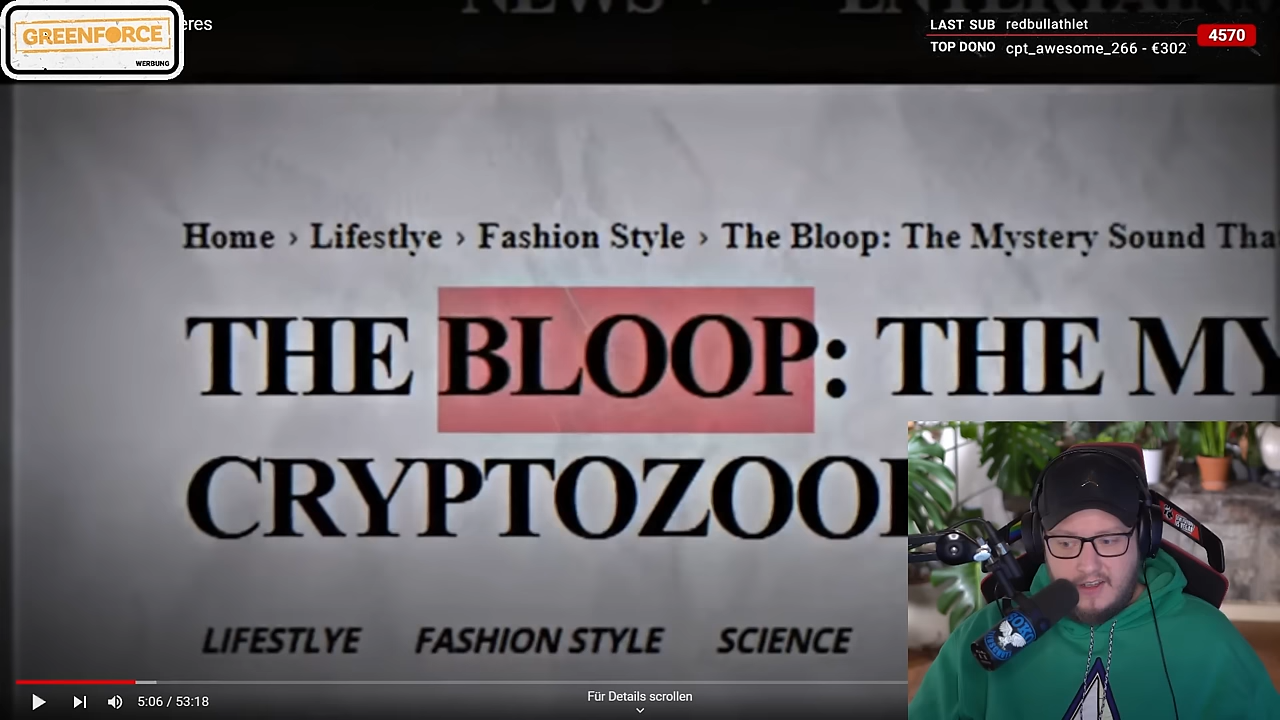 NEWS
GREENFORCE
WERBUNG
eres
LAST SUB redbullathlet
4570
TOP DONO cpt_awesome_266 - €302
Home › Lifestlye › Fashion Style › The Bloop: The Mystery Sound Tha
THE BLOOP: THE MY
CRYPTOZOO
LIFESTLYE FASHION STYLE SCIENCE
5:06 / 53:18
Für Details scrollen